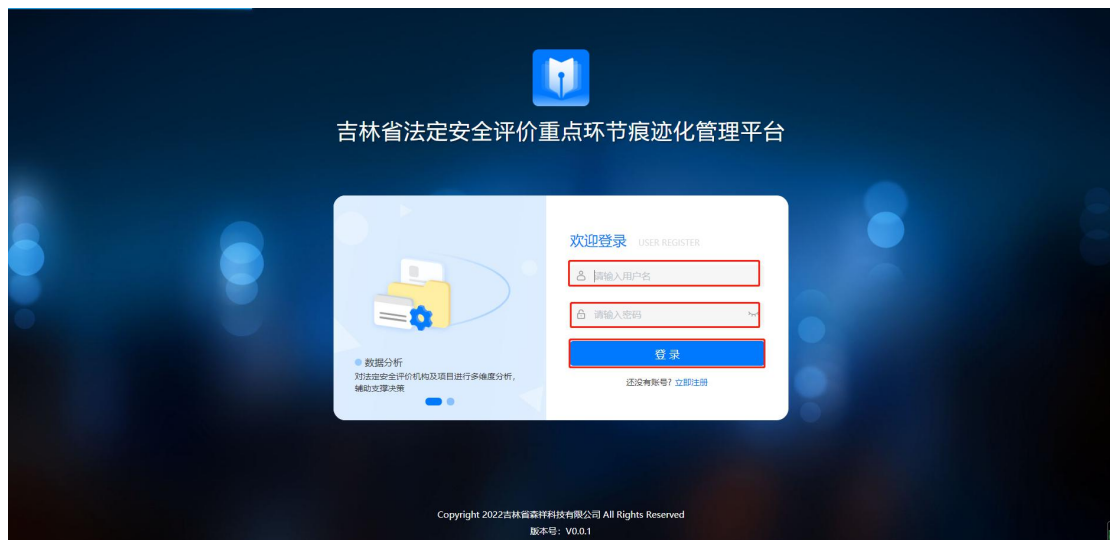 吉林省法定安全评价重点环节痕迹化管理平台
欢迎登录 USER REGISTER
请输入用户名
请输入密码
登录
还没有账号? 立即注册
数据分析
对法定安全评价机构及项目进行多维度分析,
辅助支撑决策
Copyright 2022吉林省森祥科技有限公司 All Rights Reserved
版本号: V0.0.1